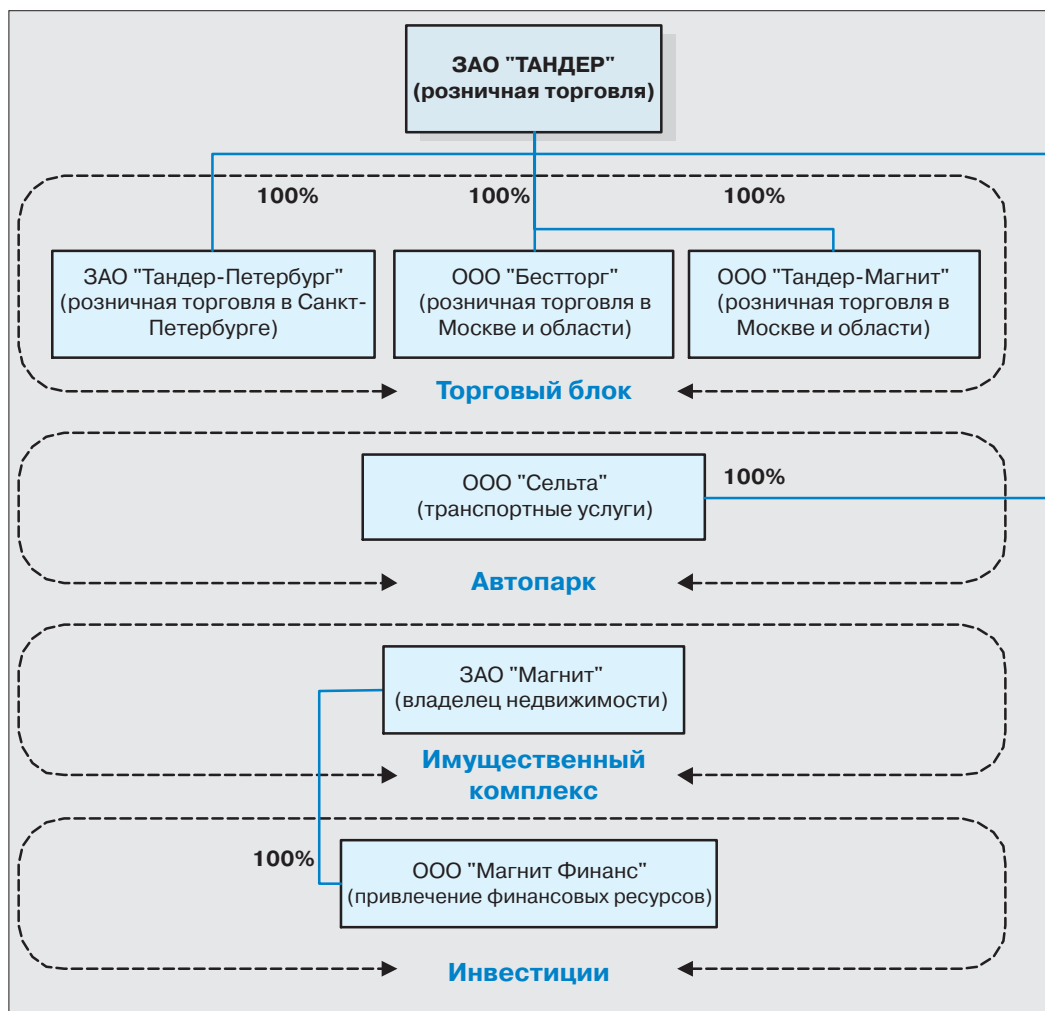 ЗАО "ТАНДЕР"
(розничная торговля)
100%
100%
100%
ЗАО "Тандер-Петербург"
(розничная торговля в Санкт-
Петербурге)
ООО "Бестторг"
(розничная торговля в
Москве и области)
ООО "Тандер-Магнит"
(розничная торговля в
Москве и области)
Торговый блок
ООО "Сельта"
(транспортные услуги)
100%
Автопарк
ЗАО "Магнит"
(владелец недвижимости)
Имущественный
комплекс
100%
ООО "Магнит Финанс"
(привлечение финансовых ресурсов)
Инвестиции